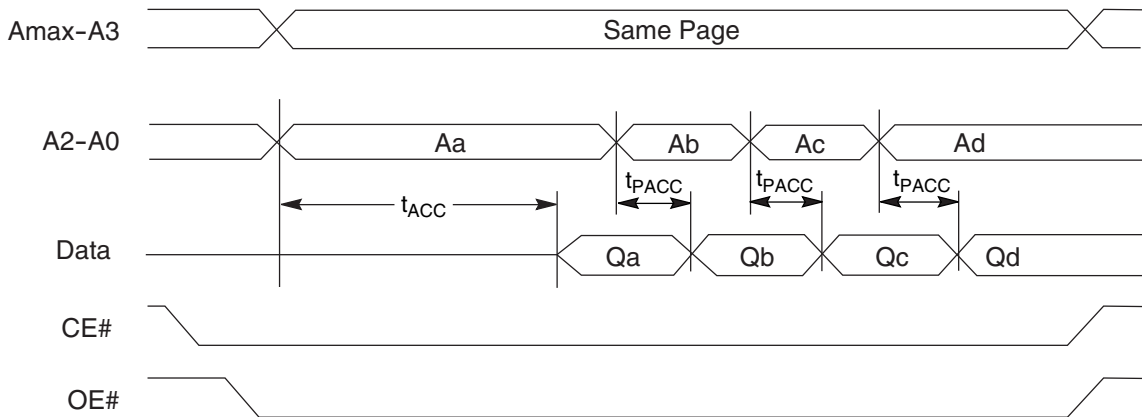 Amax-A3 Same Page
A2-A0 Aa Ab Ac Ad
tPACC tPACC tPACC
tACC
Data Qa Qb Qc Qd
CE#
OE#